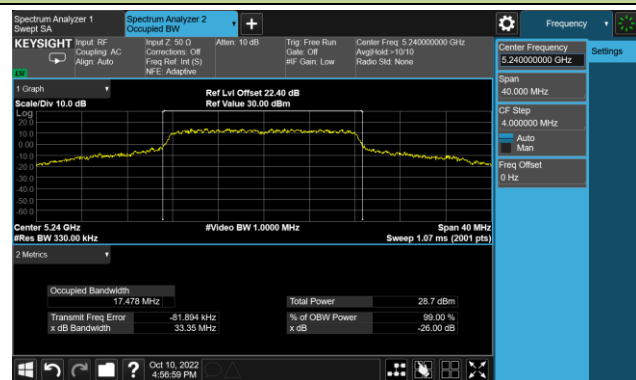 Spectrum Analyzer 1
Swept SA
Spectrum Analyzer 2
Occupied BW
Frequency
KEYSIGHT
Input: RF
Coupling: AC
Align: Auto
Input Z: 50 Ω
Corrections: Off
Freq Ref: Int (S)
NFE: Adaptive
Atten: 10 dB
Trig: Free Run
Gate: Off
#IF Gain: Low
Center Freq: 5.240000000 GHz
Avg|Hold:>10/10
Radio Std: None
Center Frequency
5.240000000 GHz
Settings
Span
40.000 MHz
CF Step
4.000000 MHz
Auto
Man
Freq Offset
0 Hz
1 Graph
Scale/Div 10.0 dB
Ref Lvl Offset 22.40 dB
Ref Value 30.00 dBm
Log
20.0
10.0
0.00
-10.0
-20.0
-30.0
-40.0
-50.0
-60.0
Center 5.24 GHz
#Res BW 330.00 kHz
#Video BW 1.0000 MHz
Span 40 MHz
Sweep 1.07 ms (2001 pts)
2 Metrics
Occupied Bandwidth
17.478 MHz
Total Power
28.7 dBm
Transmit Freq Error
-81.894 kHz
% of OBW Power
99.00 %
x dB Bandwidth
33.35 MHz
x dB
-26.00 dB
Oct 10, 2022
4:56:59 PM